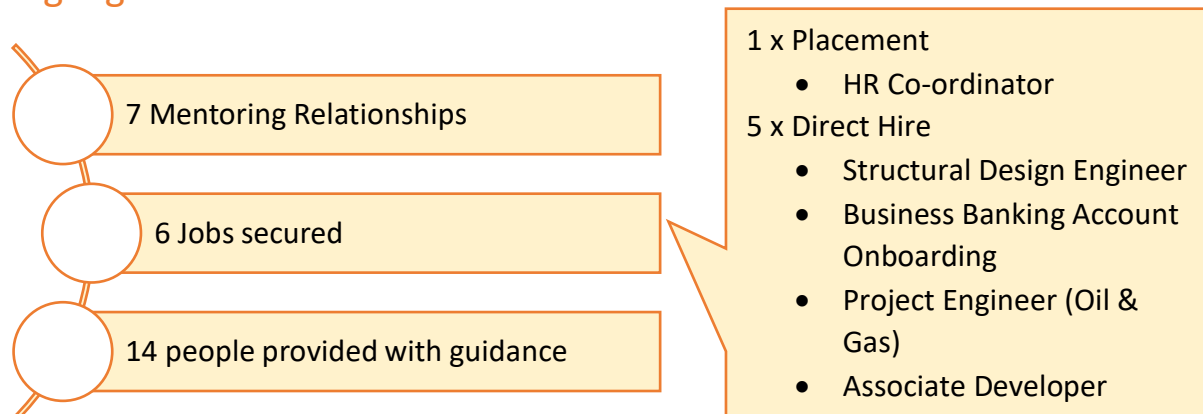 7 Mentoring Relationships
6 Jobs secured
14 people provided with guidance
1 x Placement
• HR Co-ordinator
5 x Direct Hire
• Structural Design Engineer
• Business Banking Account
Onboarding
• Project Engineer (Oil &
Gas)
• Associate Developer